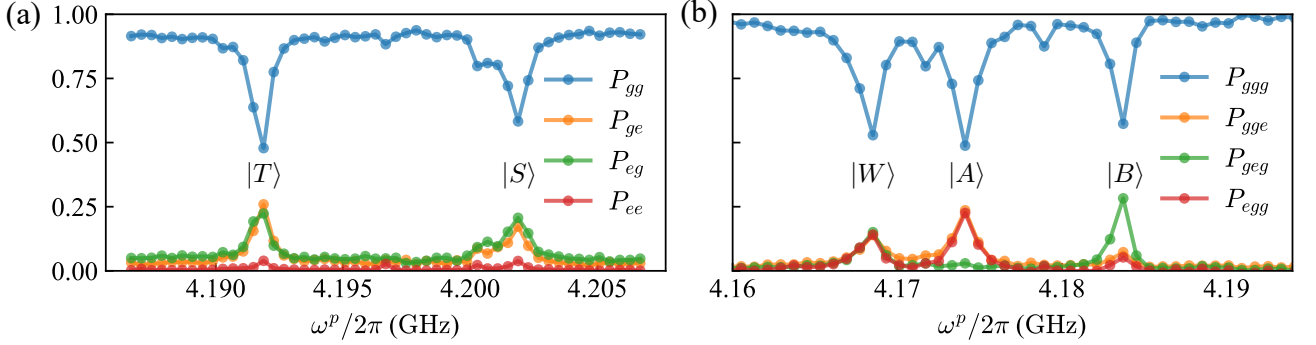 (a)
1.00
0.75
0.50
0.25
0.00
P_gg
P_ge
P_eg
P_ee
|T⟩
|S⟩
4.190
4.195
4.200
4.205
ω^p/2π (GHz)
(b)
P_ggg
P_gge
P_geg
P_egg
|W⟩
|A⟩
|B⟩
4.16
4.17
4.18
4.19
ω^p/2π (GHz)